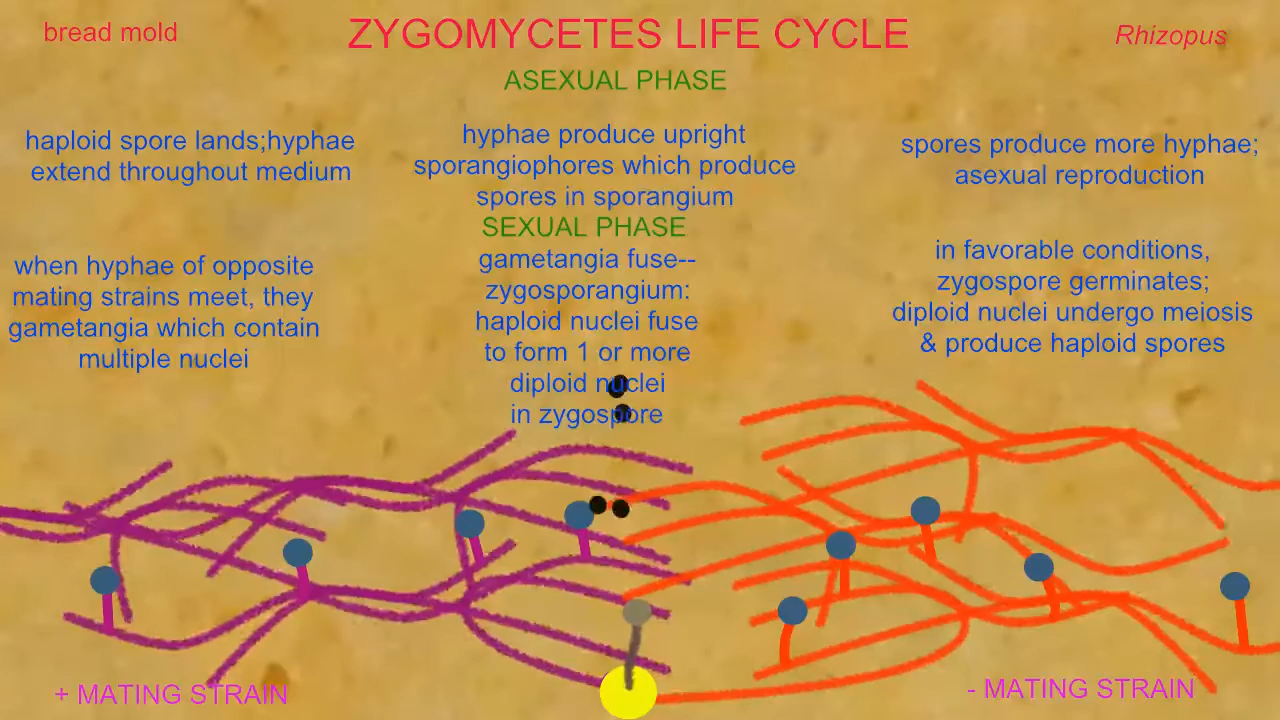 bread mold
ZYGOMYCETES LIFE CYCLE
Rhizopus
ASEXUAL PHASE
haploid spore lands;hyphae
extend throughout medium
hyphae produce upright
sporangiophores which produce
spores in sporangium
spores produce more hyphae;
asexual reproduction
SEXUAL PHASE
when hyphae of opposite
mating strains meet, they
gametangia which contain
multiple nuclei
gametangia fuse--
zygosporangium:
haploid nuclei fuse
to form 1 or more
diploid nuclei
in zygospore
in favorable conditions,
zygospore germinates;
diploid nuclei undergo meiosis
& produce haploid spores
+ MATING STRAIN
- MATING STRAIN